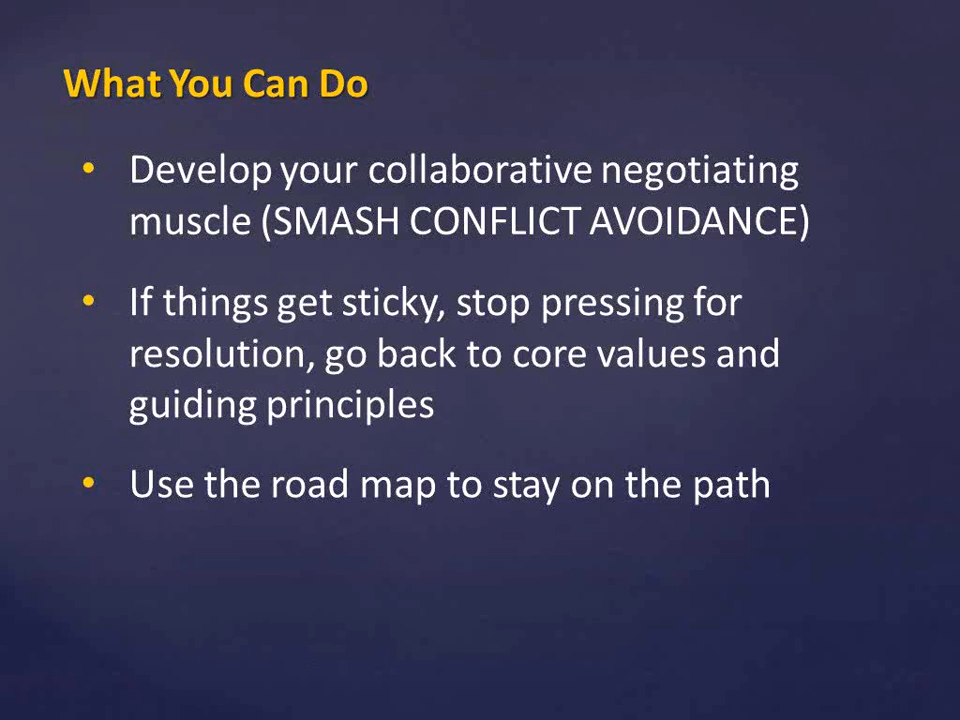 What You Can Do
• Develop your collaborative negotiating
muscle (SMASH CONFLICT AVOIDANCE)
• If things get sticky, stop pressing for
resolution, go back to core values and
guiding principles
• Use the road map to stay on the path